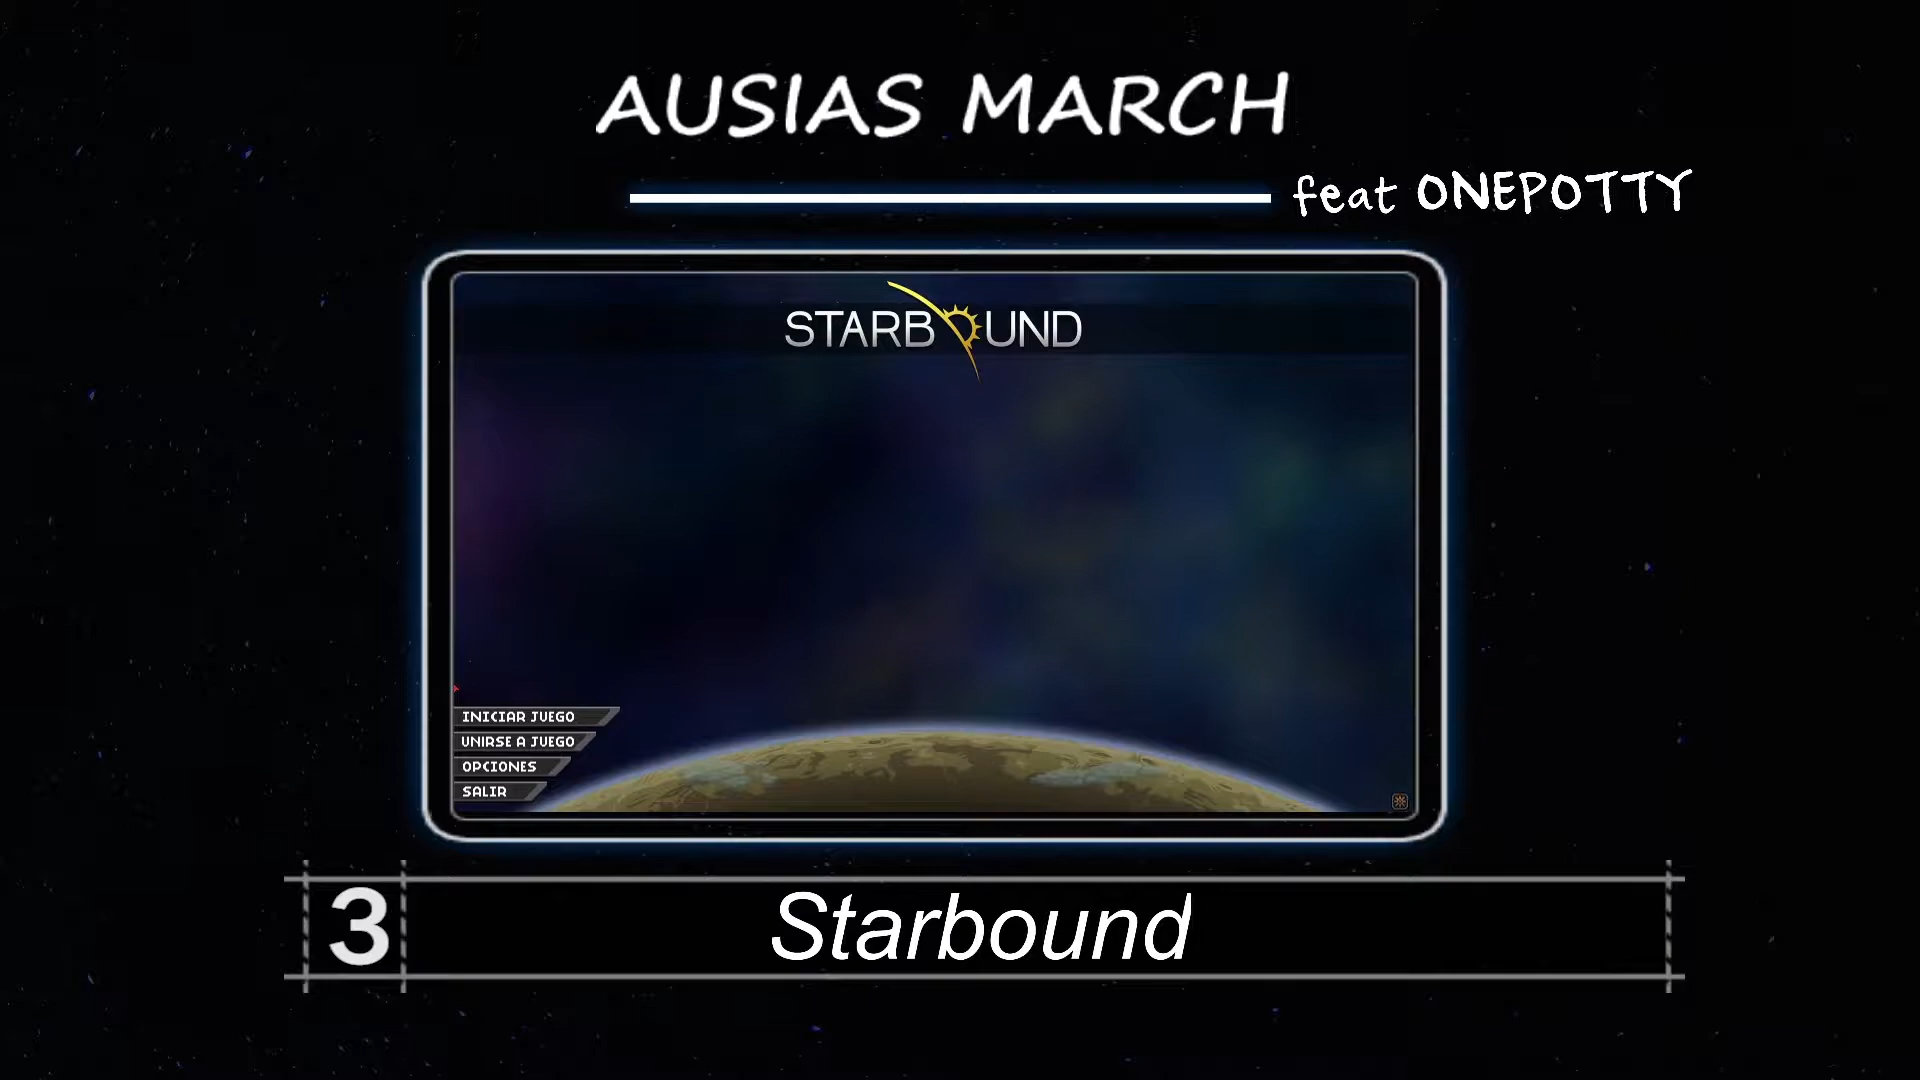 AUSIAS MARCH
feat ONEPOTTY
STARBOUND
INICIAR JUEGO
UNIRSE A JUEGO
OPCIONES
SALIR
3
Starbound